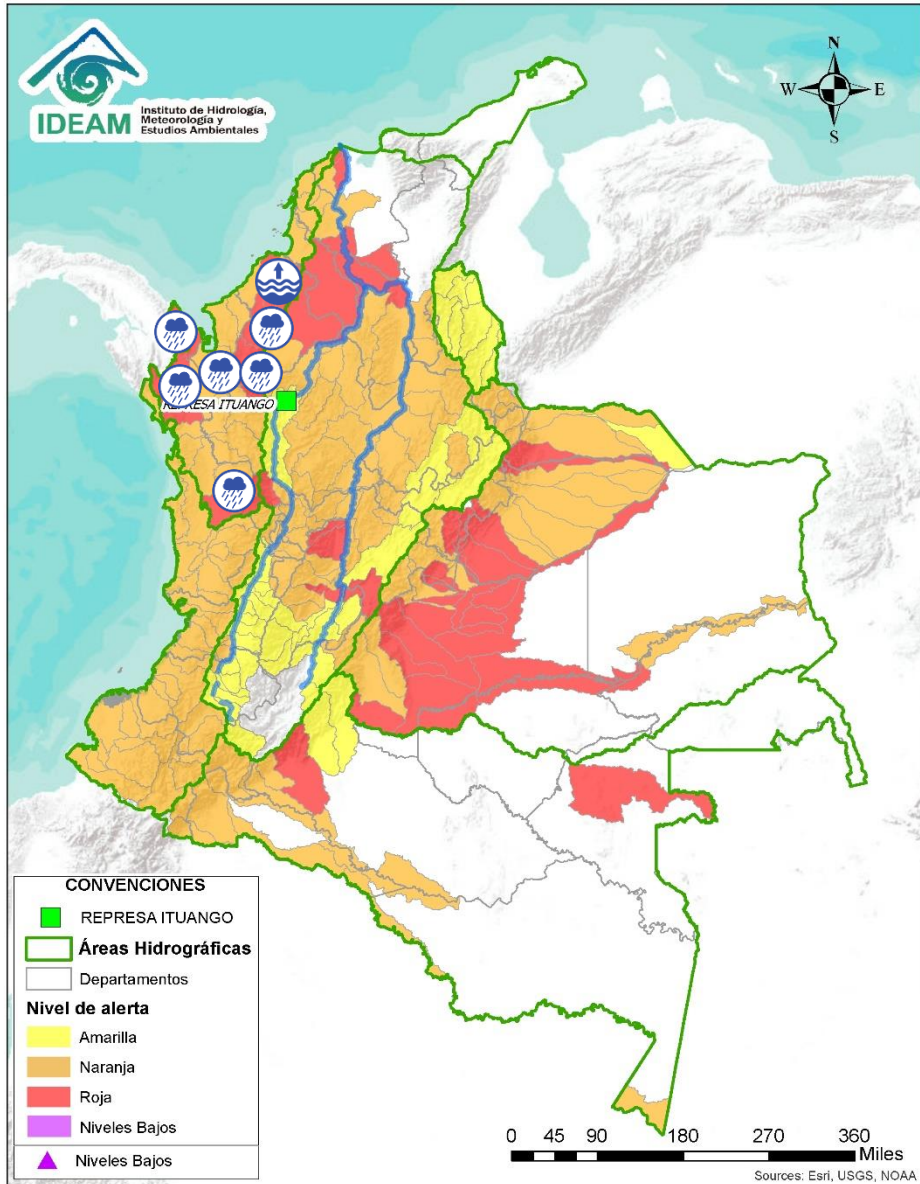 IDEAM
Instituto de Hidrología,
Meteorología y
Estudios Ambientales
N
W
E
S
REPRESA ITUANGO
CONVENCIONES
REPRESA ITUANGO
Áreas Hidrográficas
Departamentos
Nivel de alerta
Amarilla
Naranja
Roja
Niveles Bajos
Niveles Bajos
0 45 90 180 270 360
Miles
Sources: Esri, USGS, NOAA